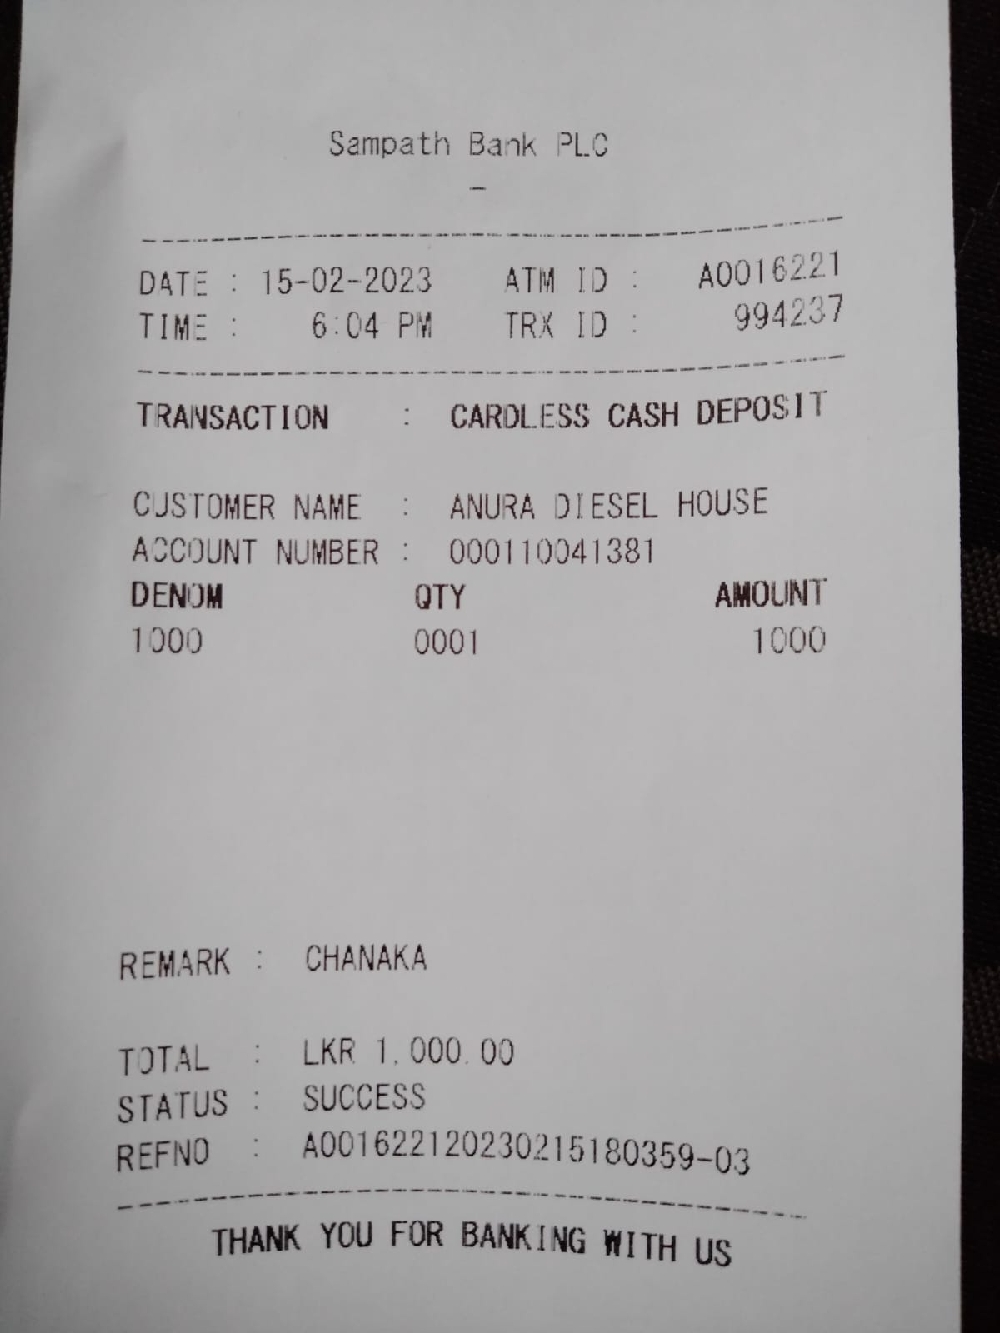 Sampath Bank PLC
-
DATE : 15-02-2023 ATM ID : A0016221
TIME : 6:04 PM TRX ID : 994237
TRANSACTION : CARDLESS CASH DEPOSIT
CUSTOMER NAME : ANURA DIESEL HOUSE
ACCOUNT NUMBER : 000110041381
DENOM QTY AMOUNT
1000 0001 1000
REMARK : CHANAKA
TOTAL : LKR 1,000.00
STATUS : SUCCESS
REFNO : A001622120230215180359-03
THANK YOU FOR BANKING WITH US